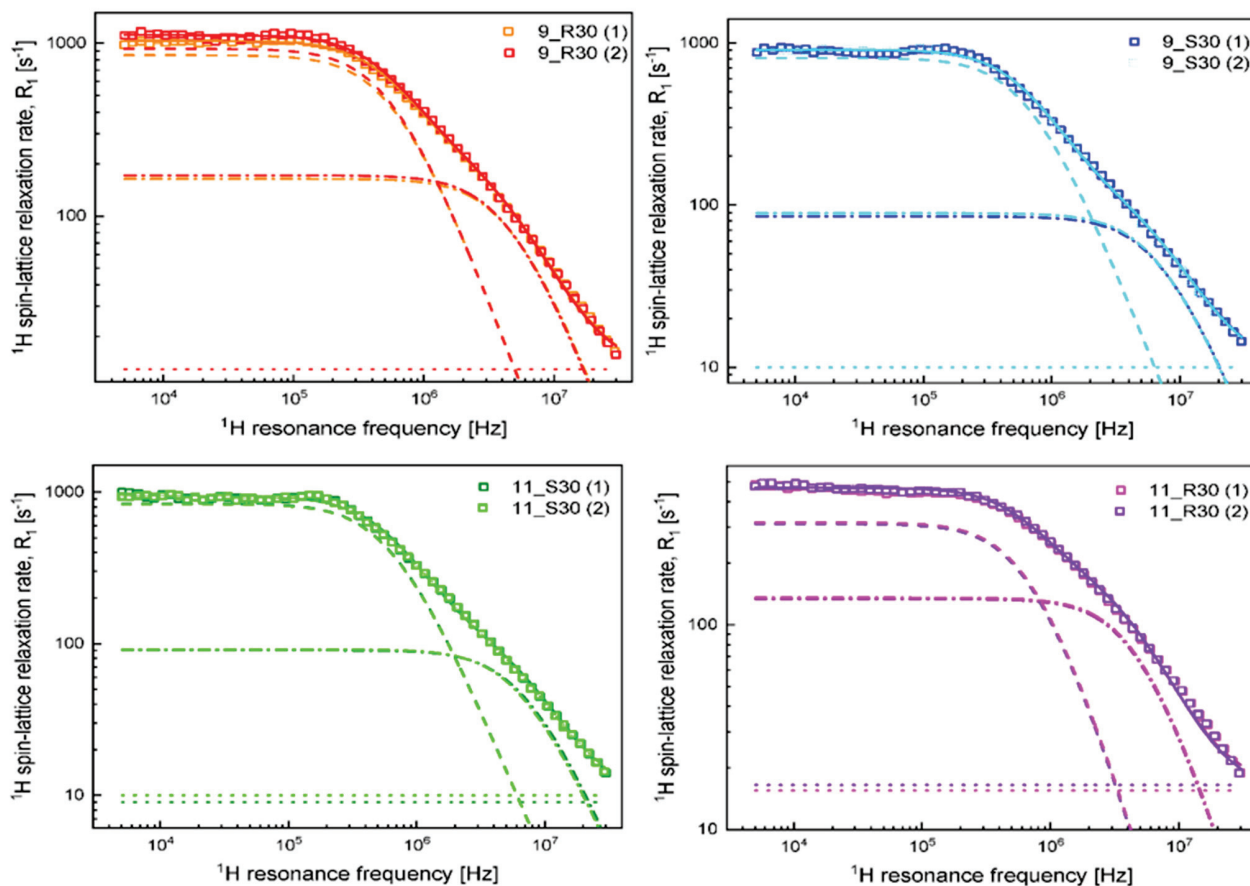 ¹H spin-lattice relaxation rate, R₁ [s⁻¹]
1000
100
9_R30 (1)
9_R30 (2)
10⁴ 10⁵ 10⁶ 10⁷
¹H resonance frequency [Hz]
¹H spin-lattice relaxation rate, R₁ [s⁻¹]
1000
100
10
9_S30 (1)
9_S30 (2)
10⁴ 10⁵ 10⁶ 10⁷
¹H resonance frequency [Hz]
¹H spin-lattice relaxation rate, R₁ [s⁻¹]
1000
100
10
11_S30 (1)
11_S30 (2)
10⁴ 10⁵ 10⁶ 10⁷
¹H resonance frequency [Hz]
¹H spin-lattice relaxation rate, R₁ [s⁻¹]
100
10
11_R30 (1)
11_R30 (2)
10⁴ 10⁵ 10⁶ 10⁷
¹H resonance frequency [Hz]